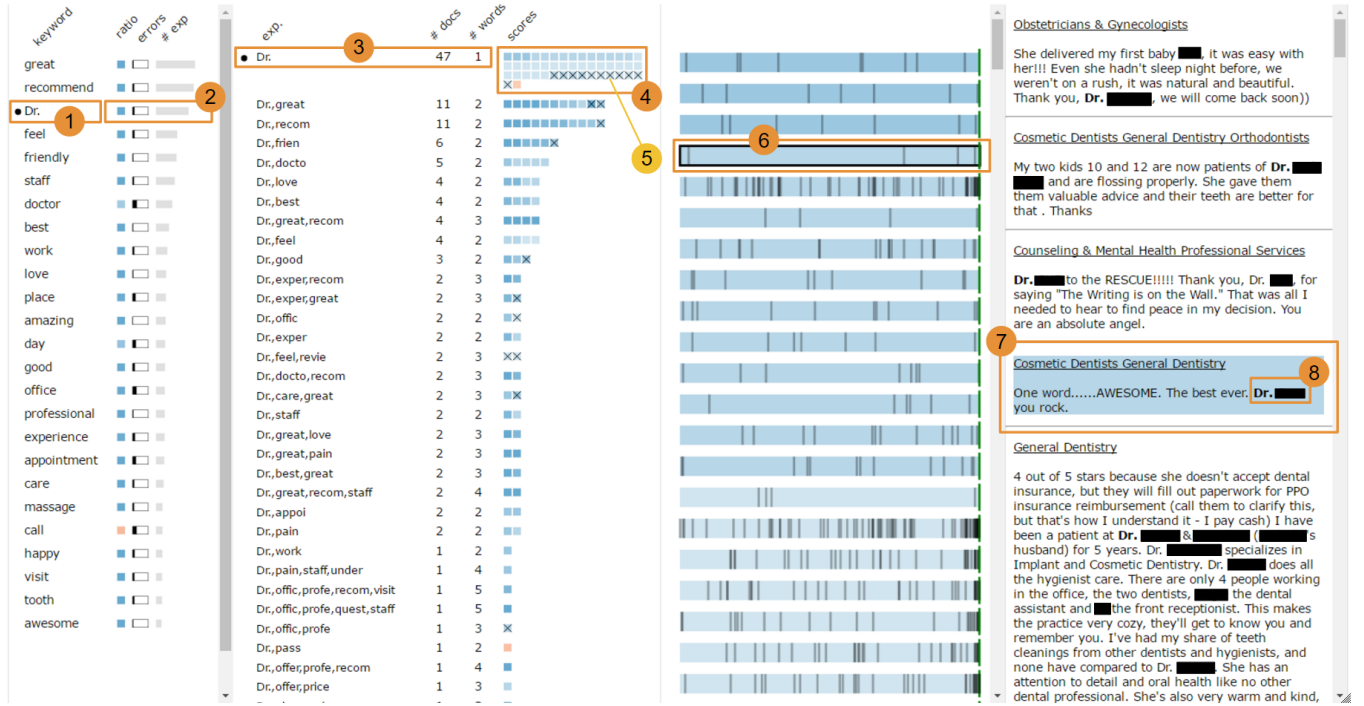 keyword
ratio
errors
# exp
great
recommend
Dr.
1
2
feel
friendly
staff
doctor
best
work
love
place
amazing
day
good
office
professional
experience
appointment
care
massage
call
happy
visit
tooth
awesome
exp.
# docs
# words
scores
3
Dr. 47 1
4
5
Dr.,great 11 2
Dr.,recom 11 2
Dr.,frien 6 2
Dr.,docto 5 2
Dr.,love 4 2
Dr.,best 4 2
Dr.,great,recom 4 3
Dr.,feel 4 2
Dr.,good 3 2
Dr.,exper,recom 2 3
Dr.,exper,great 2 3
Dr.,offic 2 2
Dr.,exper 2 2
Dr.,feel,revie 2 3
Dr.,docto,recom 2 3
Dr.,care,great 2 3
Dr.,staff 2 2
Dr.,great,love 2 3
Dr.,great,pain 2 3
Dr.,best,great 2 3
Dr.,great,recom,staff 2 4
Dr.,appoi 2 2
Dr.,pain 2 2
Dr.,work 1 2
Dr.,pain,staff,under 1 4
Dr.,offic,profe,recom,visit 1 5
Dr.,offic,profe,quest,staff 1 5
Dr.,offic,profe 1 3
Dr.,pass 1 2
Dr.,offer,profe,recom 1 4
Dr.,offer,price 1 3
6
Obstetricians & Gynecologists
She delivered my first baby , it was easy with
her!!! Even she hadn't sleep night before, we
weren't on a rush, it was natural and beautiful.
Thank you, Dr. , we will come back soon))
Cosmetic Dentists General Dentistry Orthodontists
My two kids 10 and 12 are now patients of Dr.
and are flossing properly. She gave them
them valuable advice and their teeth are better for
that . Thanks
Counseling & Mental Health Professional Services
Dr. to the RESCUE!!!!! Thank you, Dr. , for
saying "The Writing is on the Wall." That was all I
needed to hear to find peace in my decision. You
are an absolute angel.
7
Cosmetic Dentists General Dentistry
8
One word......AWESOME. The best ever. Dr.
you rock.
General Dentistry
4 out of 5 stars because she doesn't accept dental
insurance, but they will fill out paperwork for PPO
insurance reimbursement (call them to clarify this,
but that's how I understand it - I pay cash) I have
been a patient at Dr. & ( 's
husband) for 5 years. Dr. specializes in
Implant and Cosmetic Dentistry. Dr. does all
the hygienist care. There are only 4 people working
in the office, the two dentists, the dental
assistant and the front receptionist. This makes
the practice very cozy, they'll get to know you and
remember you. I've had my share of teeth
cleanings from other dentists and hygienists, and
none have compared to Dr. . She has an
attention to detail and oral health like no other
dental professional. She's also very warm and kind,